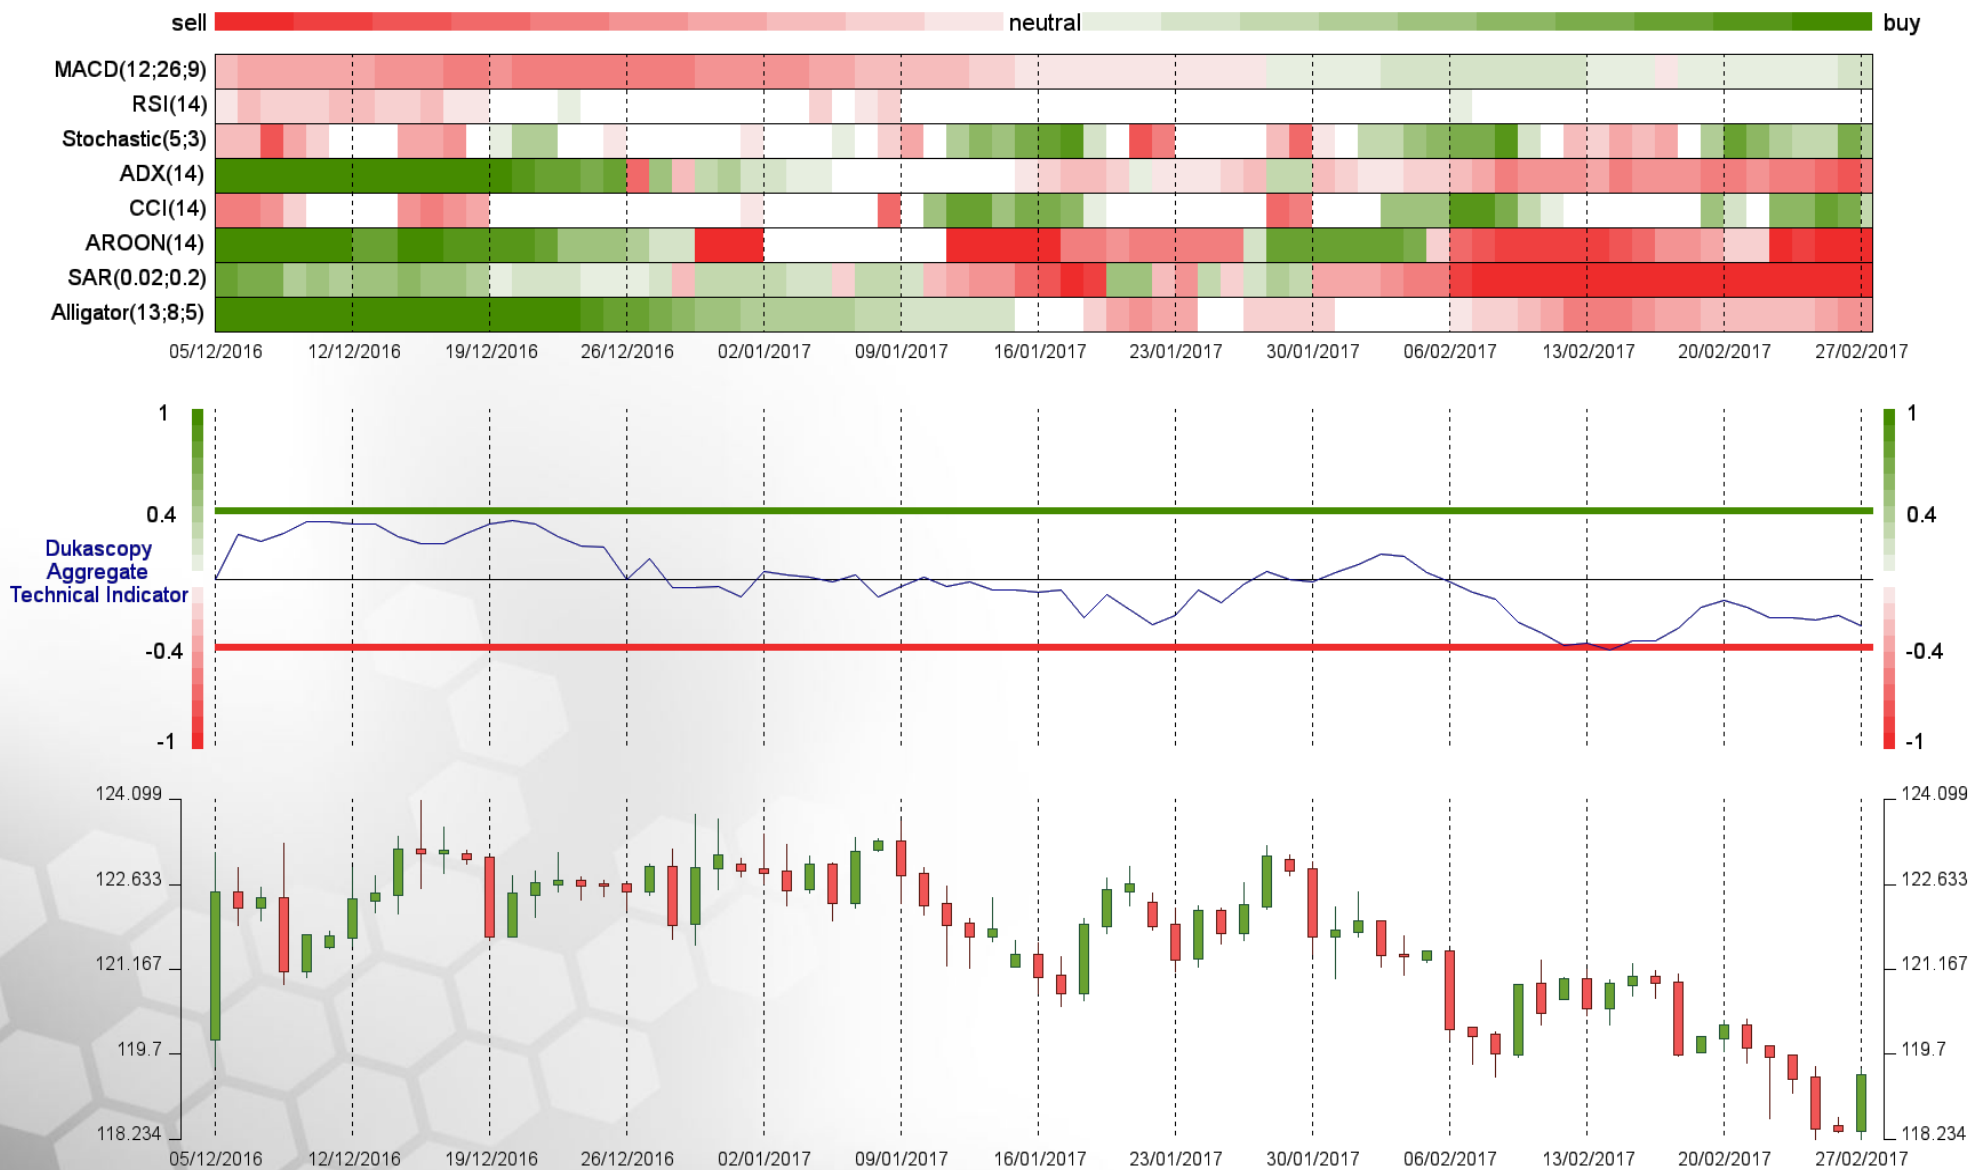 sell neutral buy
MACD(12;26;9)
RSI(14)
Stochastic(5;3)
ADX(14)
CCI(14)
AROON(14)
SAR(0.02;0.2)
Alligator(13;8;5)
05/12/2016 12/12/2016 19/12/2016 26/12/2016 02/01/2017 09/01/2017 16/01/2017 23/01/2017 30/01/2017 06/02/2017 13/02/2017 20/02/2017 27/02/2017
1 1
0.4 0.4
Dukascopy
Aggregate
Technical Indicator
-0.4 -0.4
-1 -1
124.099 124.099
122.633 122.633
121.167 121.167
119.7 119.7
118.234 118.234
05/12/2016 12/12/2016 19/12/2016 26/12/2016 02/01/2017 09/01/2017 16/01/2017 23/01/2017 30/01/2017 06/02/2017 13/02/2017 20/02/2017 27/02/2017